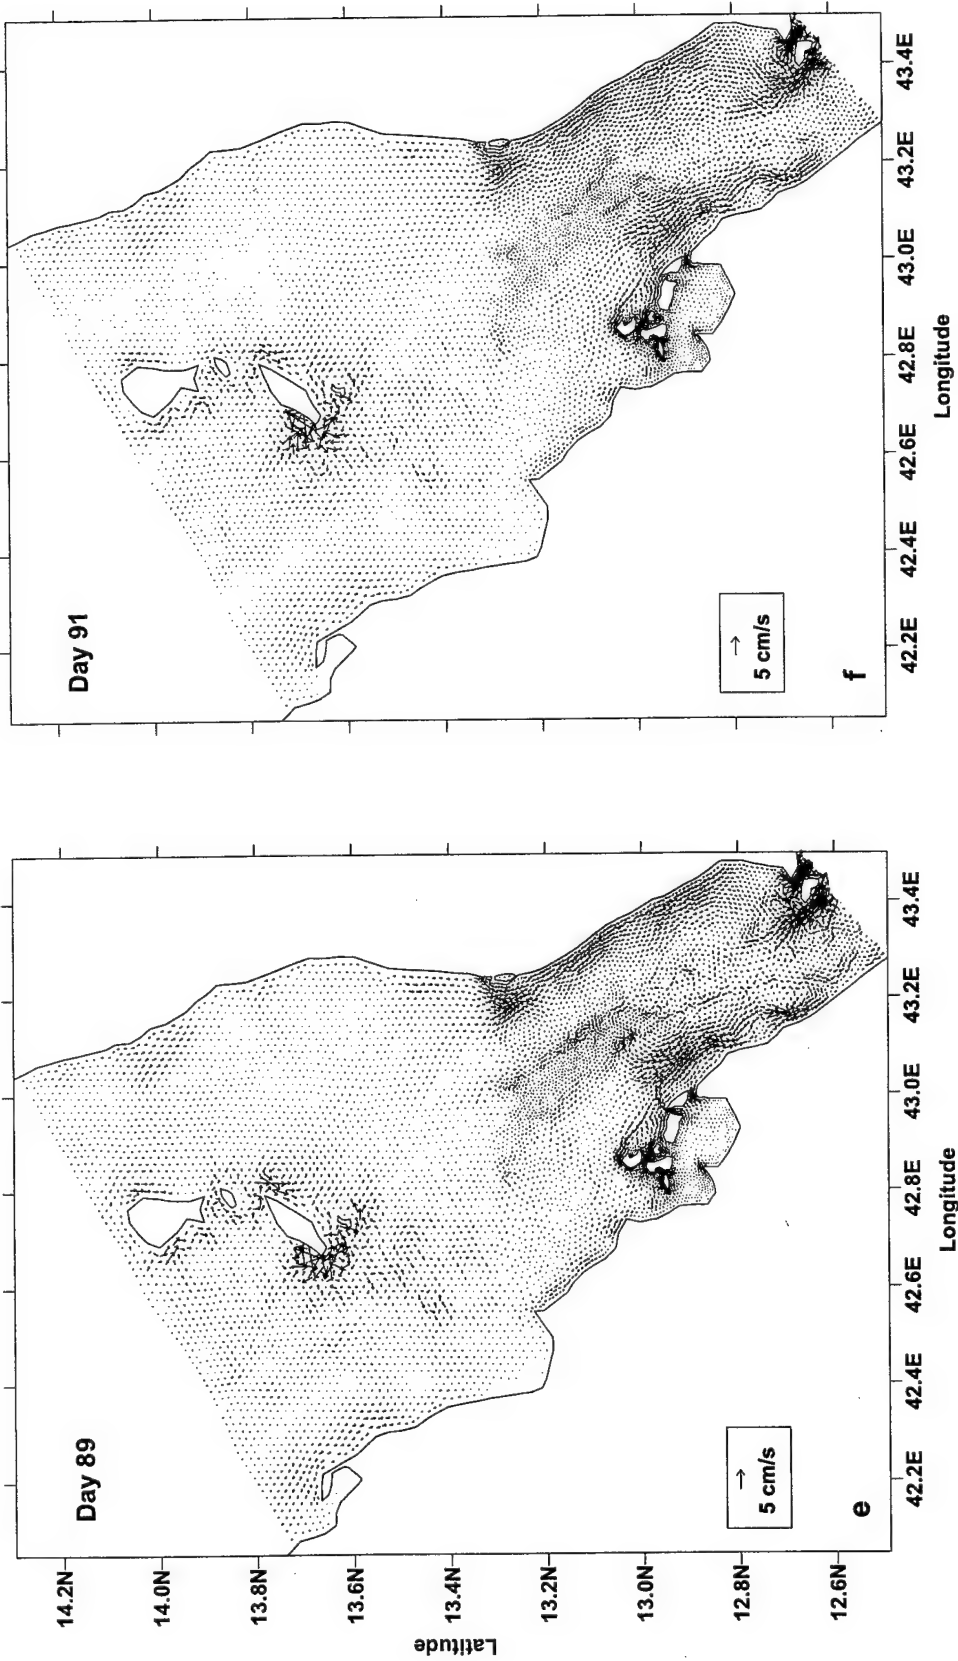 Day 89
5 cm/s
e
14.2N
14.0N
13.8N
13.6N
13.4N
13.2N
13.0N
12.8N
12.6N
Latitude
42.2E
42.4E
42.6E
42.8E
43.0E
43.2E
43.4E
Longitude
Day 91
5 cm/s
f
42.2E
42.4E
42.6E
42.8E
43.0E
43.2E
43.4E
Longitude